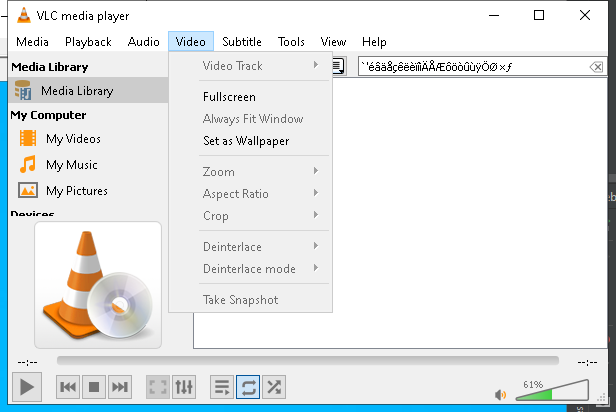 VLC media player
Media Playback Audio Video Subtitle Tools View Help
Media Library
Media Library
My Computer
My Videos
My Music
My Pictures
Devices
Video Track
Fullscreen
Always Fit Window
Set as Wallpaper
Zoom
Aspect Ratio
Crop
Deinterlace
Deinterlace mode
Take Snapshot
`'éâäåçêëèïîìÄÅÆôöòûùÿÖØ×ƒ
--:--
--:--
61%